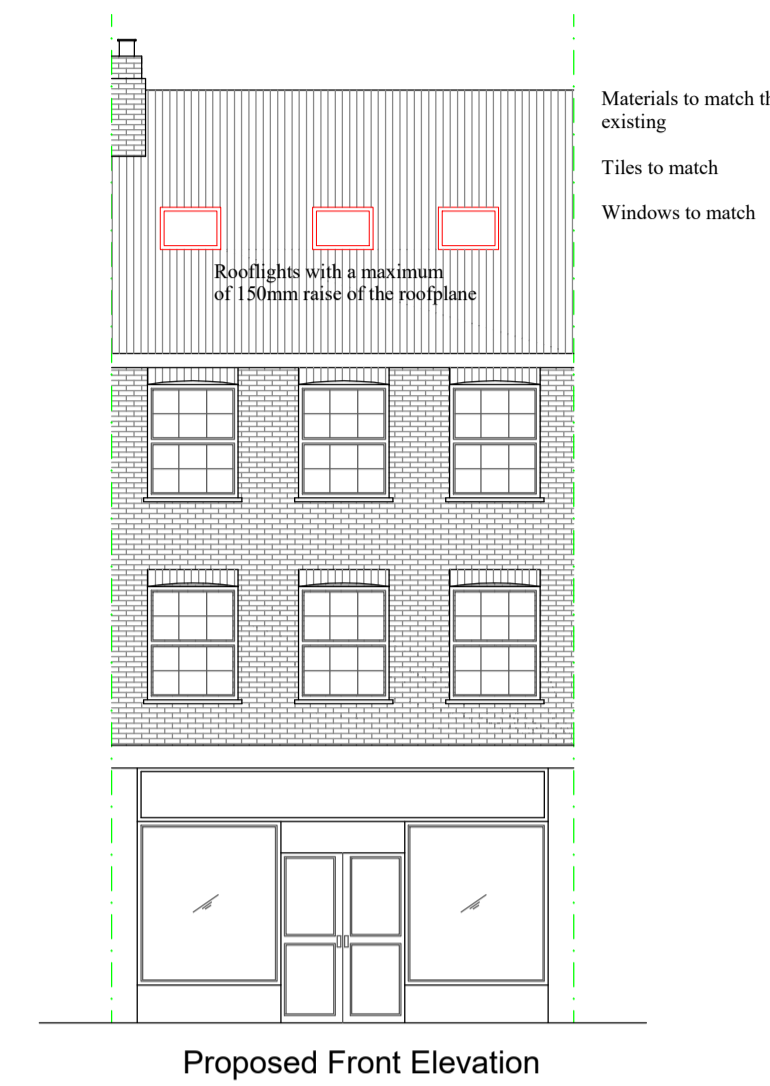 Materials to match th
existing
Tiles to match
Windows to match
Rooflights with a maximum
of 150mm raise of the roofplane
Proposed Front Elevation